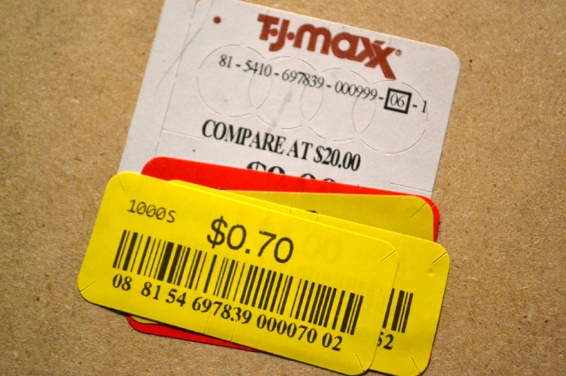 T·J·maxx®
81 - 5410 - 697839 - 000999 - 06 - 1
COMPARE AT $20.00
1000S
$0.70
08 81 54 697839 000070 02
52